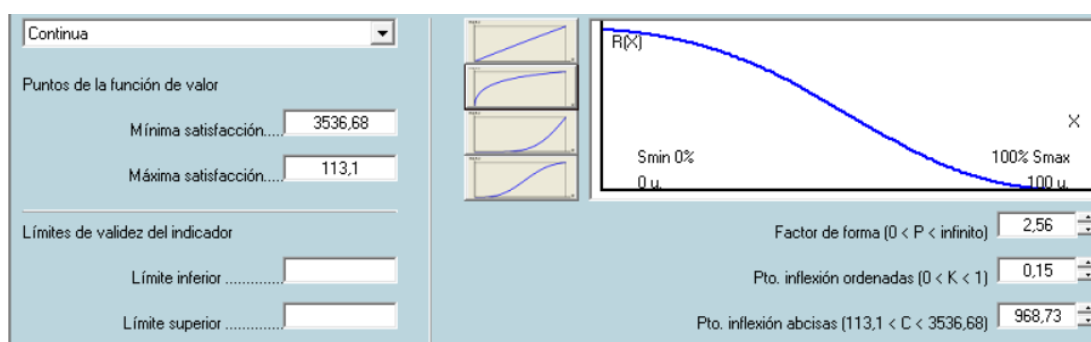 Continua
Puntos de la función de valor
Mínima satisfacción..... 3536,68
Máxima satisfacción..... 113,1
Límites de validez del indicador
Límite inferior .............
Límite superior .............
R(X)
X
Smin 0% 100% Smax
0 u. 100 u.
Factor de forma (0 < P < infinito) 2,56
Pto. inflexión ordenadas (0 < K < 1) 0,15
Pto. inflexión abcisas (113,1 < C < 3536,68) 968,73